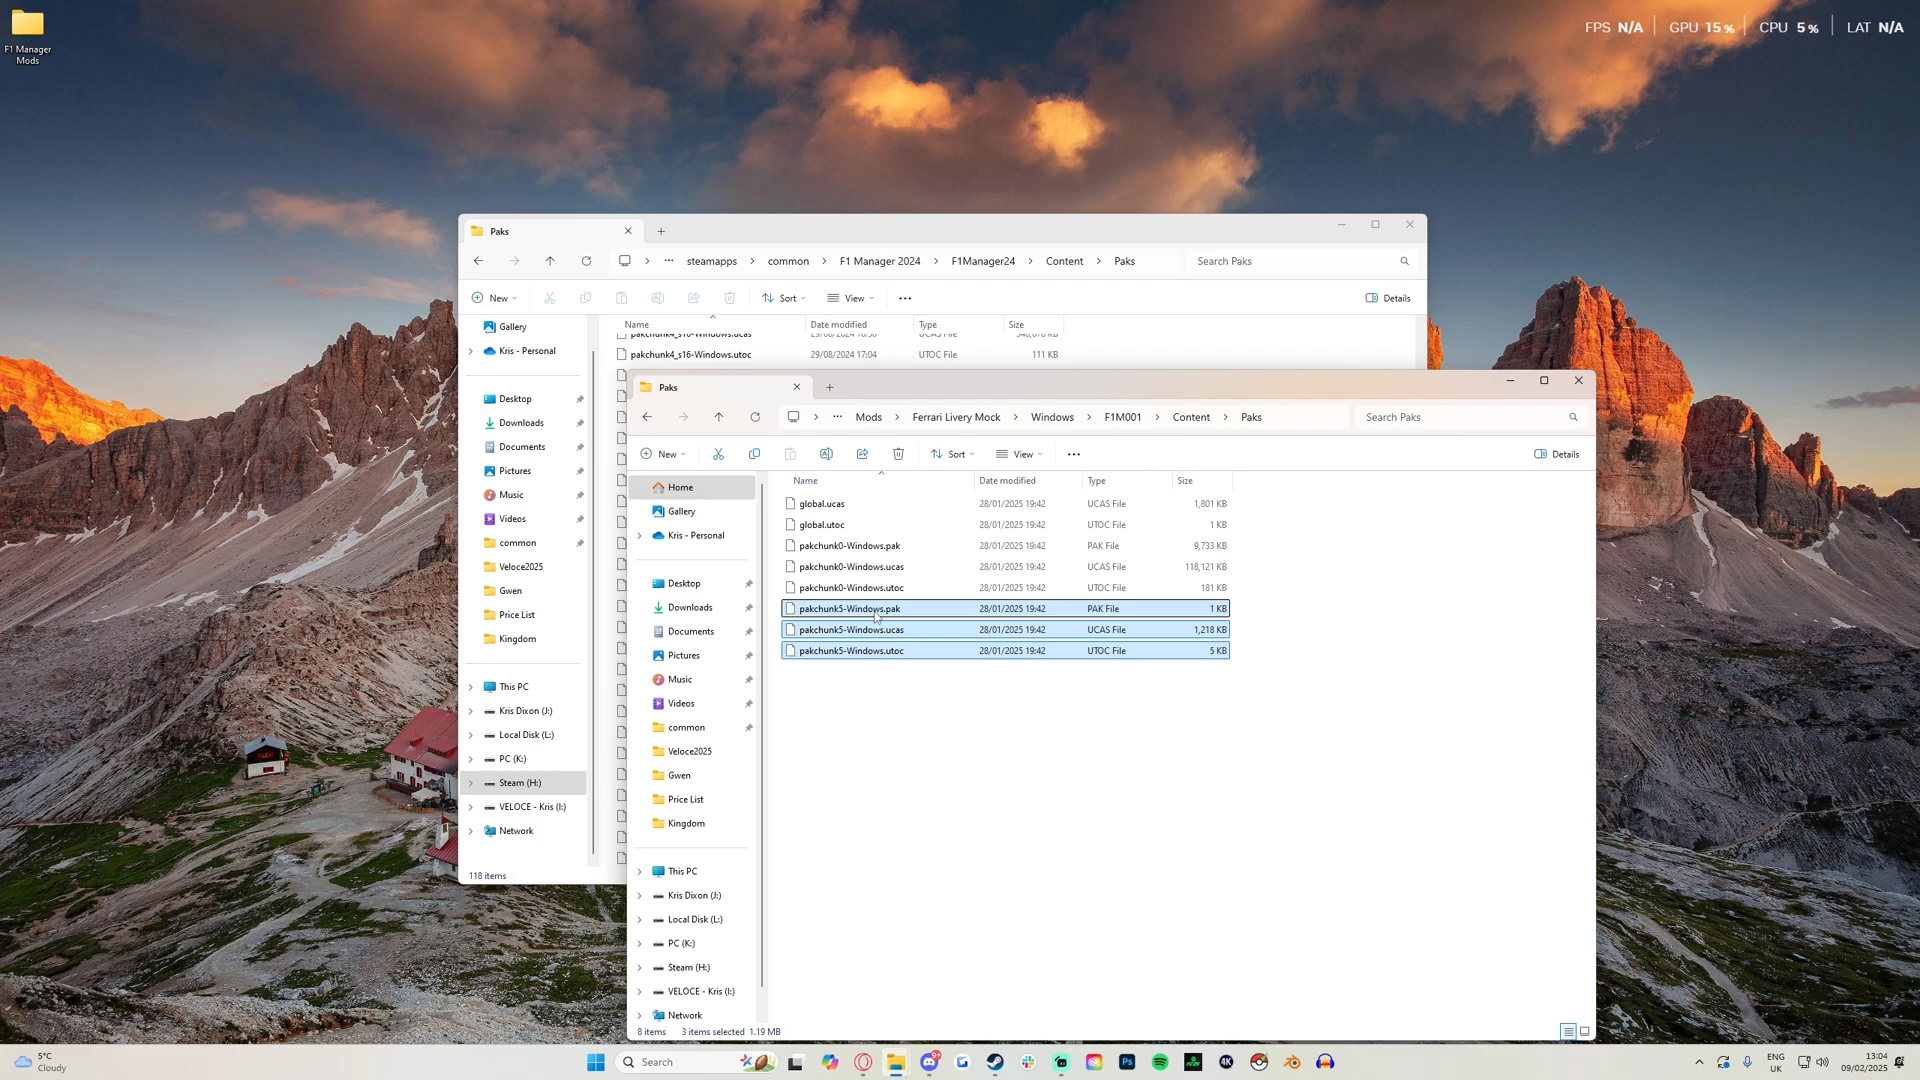 F1 Manager
Mods
FPS N/A
GPU 15 %
CPU 5 %
LAT N/A
Paks
steamapps
common
F1 Manager 2024
F1Manager24
Content
Paks
Search Paks
New
Sort
View
Details
Name
Date modified
Type
Size
pakchunk4_s16-Windows.ucas
pakchunk4_s16-Windows.utoc
29/08/2024 17:04
UTOC File
111 KB
Gallery
Kris - Personal
Desktop
Downloads
Documents
Pictures
Music
Videos
common
Veloce2025
Gwen
Price List
Kingdom
This PC
Kris Dixon (J:)
Local Disk (L:)
PC (K:)
Steam (H:)
VELOCE - Kris (I:)
Network
118 items
Paks
Mods
Ferrari Livery Mock
Windows
F1M001
Content
Paks
Search Paks
New
Sort
View
Details
Home
Gallery
Kris - Personal
Desktop
Downloads
Documents
Pictures
Music
Videos
common
Veloce2025
Gwen
Price List
Kingdom
This PC
Kris Dixon (J:)
Local Disk (L:)
PC (K:)
Steam (H:)
VELOCE - Kris (I:)
Network
Name
Date modified
Type
Size
global.ucas 28/01/2025 19:42 UCAS File 1,801 KB
global.utoc 28/01/2025 19:42 UTOC File 1 KB
pakchunk0-Windows.pak 28/01/2025 19:42 PAK File 9,733 KB
pakchunk0-Windows.ucas 28/01/2025 19:42 UCAS File 118,121 KB
pakchunk0-Windows.utoc 28/01/2025 19:42 UTOC File 181 KB
pakchunk5-Windows.pak 28/01/2025 19:42 PAK File 1 KB
pakchunk5-Windows.ucas 28/01/2025 19:42 UCAS File 1,218 KB
pakchunk5-Windows.utoc 28/01/2025 19:42 UTOC File 5 KB
8 items
3 items selected 1.19 MB
5°C
Cloudy
Search
9+
Ps
4K
ENG
UK
13:04
09/02/2025